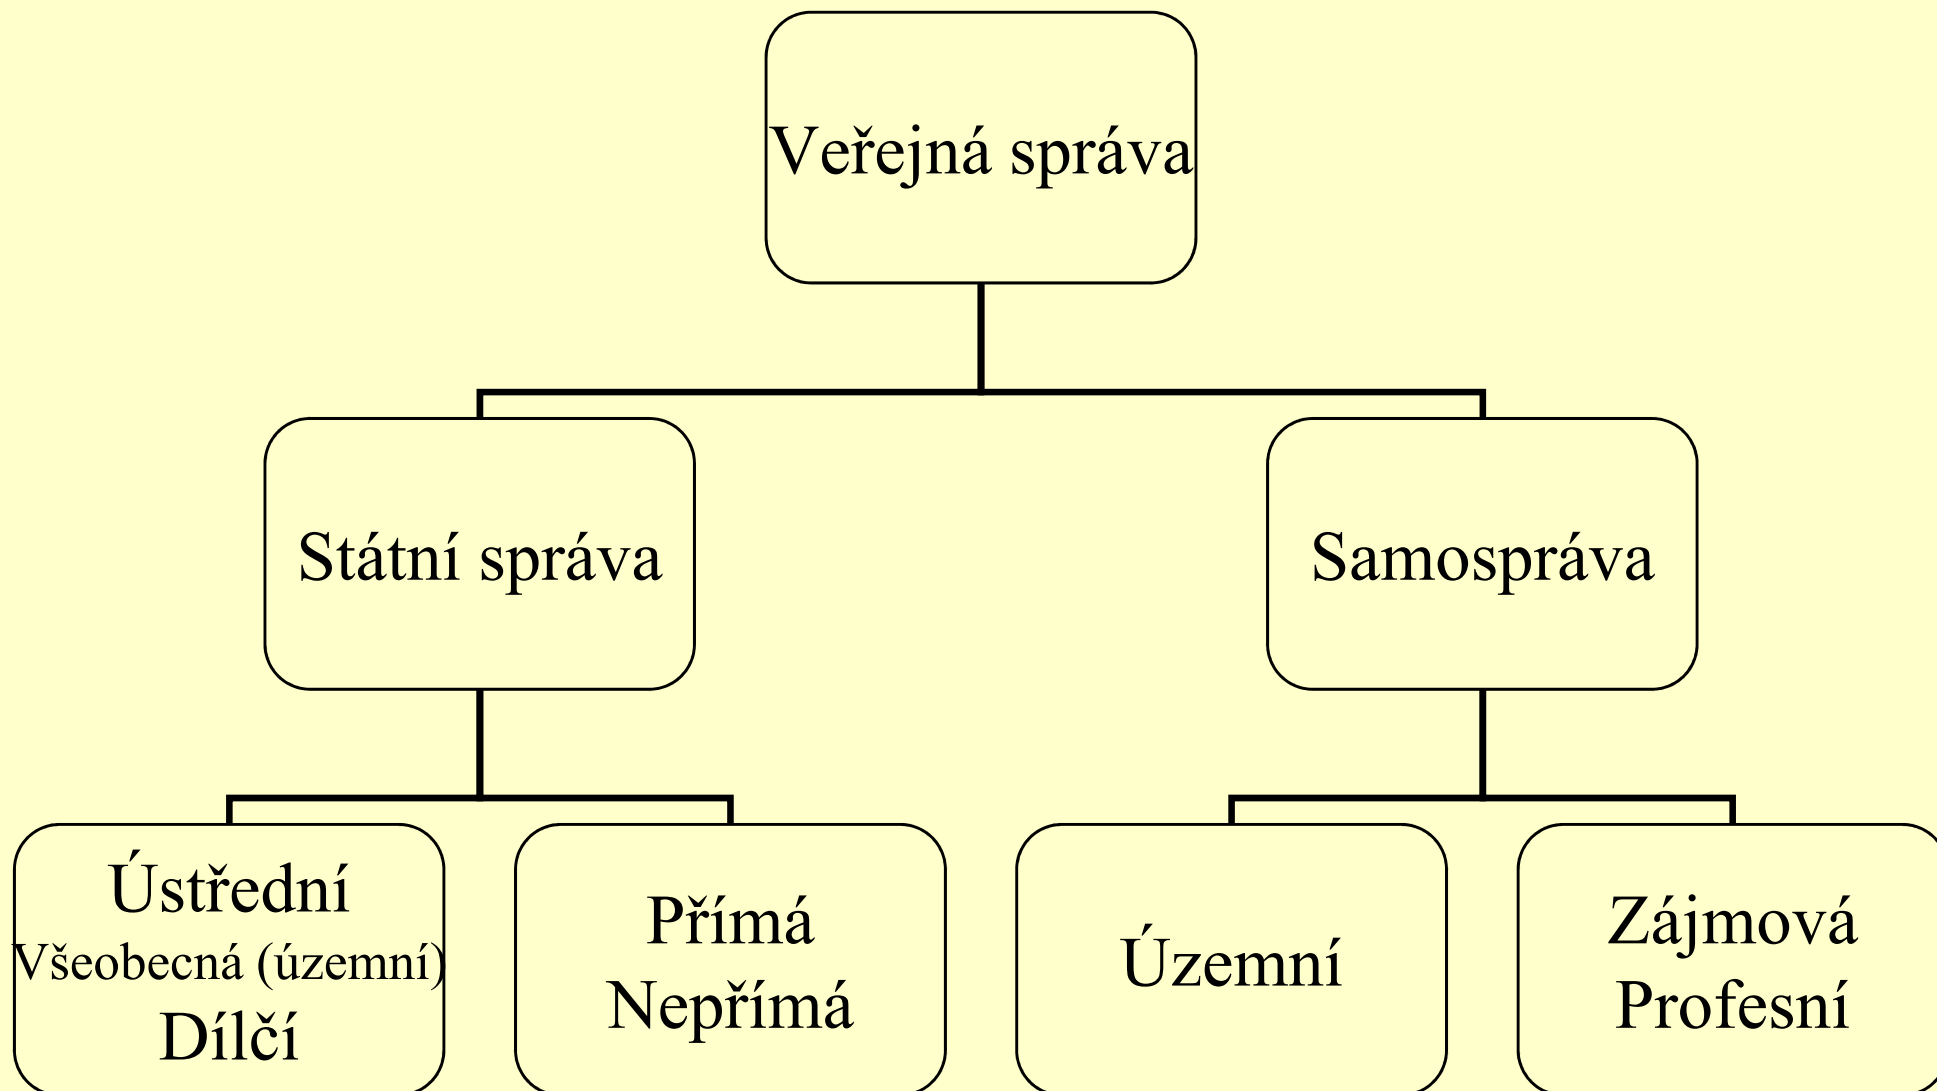 Veřejná správa
Státní správa
Samospráva
Ústřední
Všeobecná (územní)
Dílčí
Přímá
Nepřímá
Územní
Zájmová
Profesní